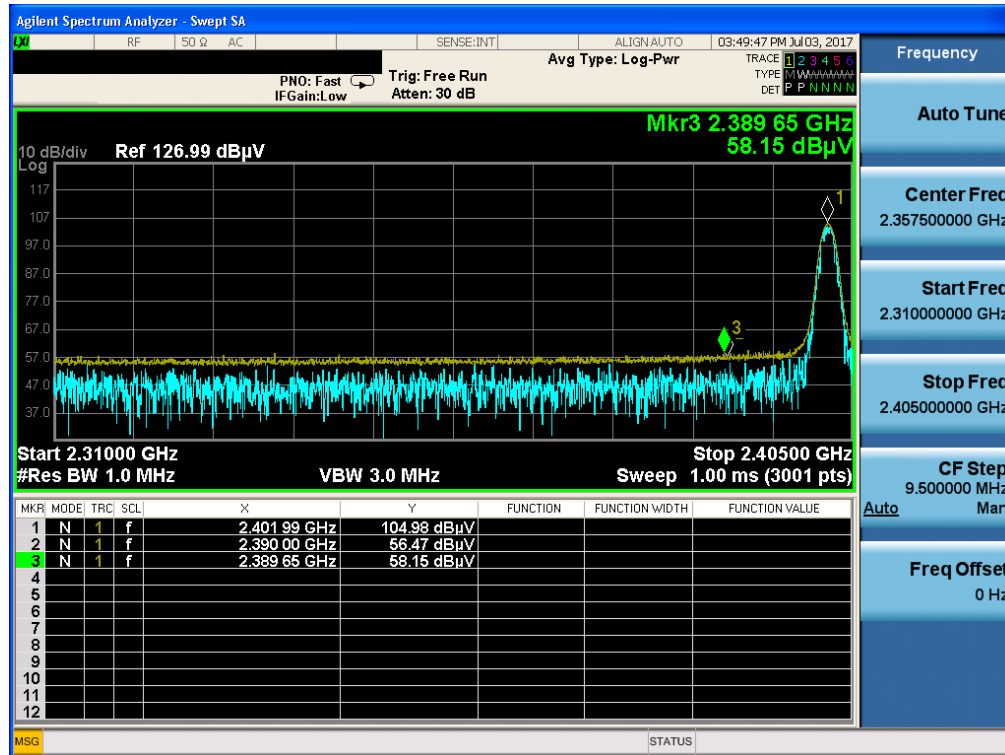 Agilent Spectrum Analyzer - Swept SA
LXI RF 50 Ω AC SENSE:INT ALIGN AUTO 03:49:47 PM Jul 03, 2017
Frequency
Avg Type: Log-Pwr
TRACE 1 2 3 4 5 6
TYPE M
DET P P N N N N
PNO: Fast
IFGain:Low
Trig: Free Run
Atten: 30 dB
Auto Tune
Mkr3 2.389 65 GHz
58.15 dBµV
10 dB/div Ref 126.99 dBµV
Log
117
107
97.0
87.0
77.0
67.0
57.0
47.0
37.0
1
3
Center Freq
2.357500000 GHz
Start Freq
2.310000000 GHz
Stop Freq
2.405000000 GHz
Start 2.31000 GHz Stop 2.40500 GHz
#Res BW 1.0 MHz VBW 3.0 MHz Sweep 1.00 ms (3001 pts)
CF Step
9.500000 MHz
Auto Man
MKR MODE TRC SCL X Y FUNCTION FUNCTION WIDTH FUNCTION VALUE
1 N 1 f 2.401 99 GHz 104.98 dBµV
2 N 1 f 2.390 00 GHz 56.47 dBµV
3 N 1 f 2.389 65 GHz 58.15 dBµV
4
5
6
7
8
9
10
11
12
Freq Offset
0 Hz
MSG STATUS